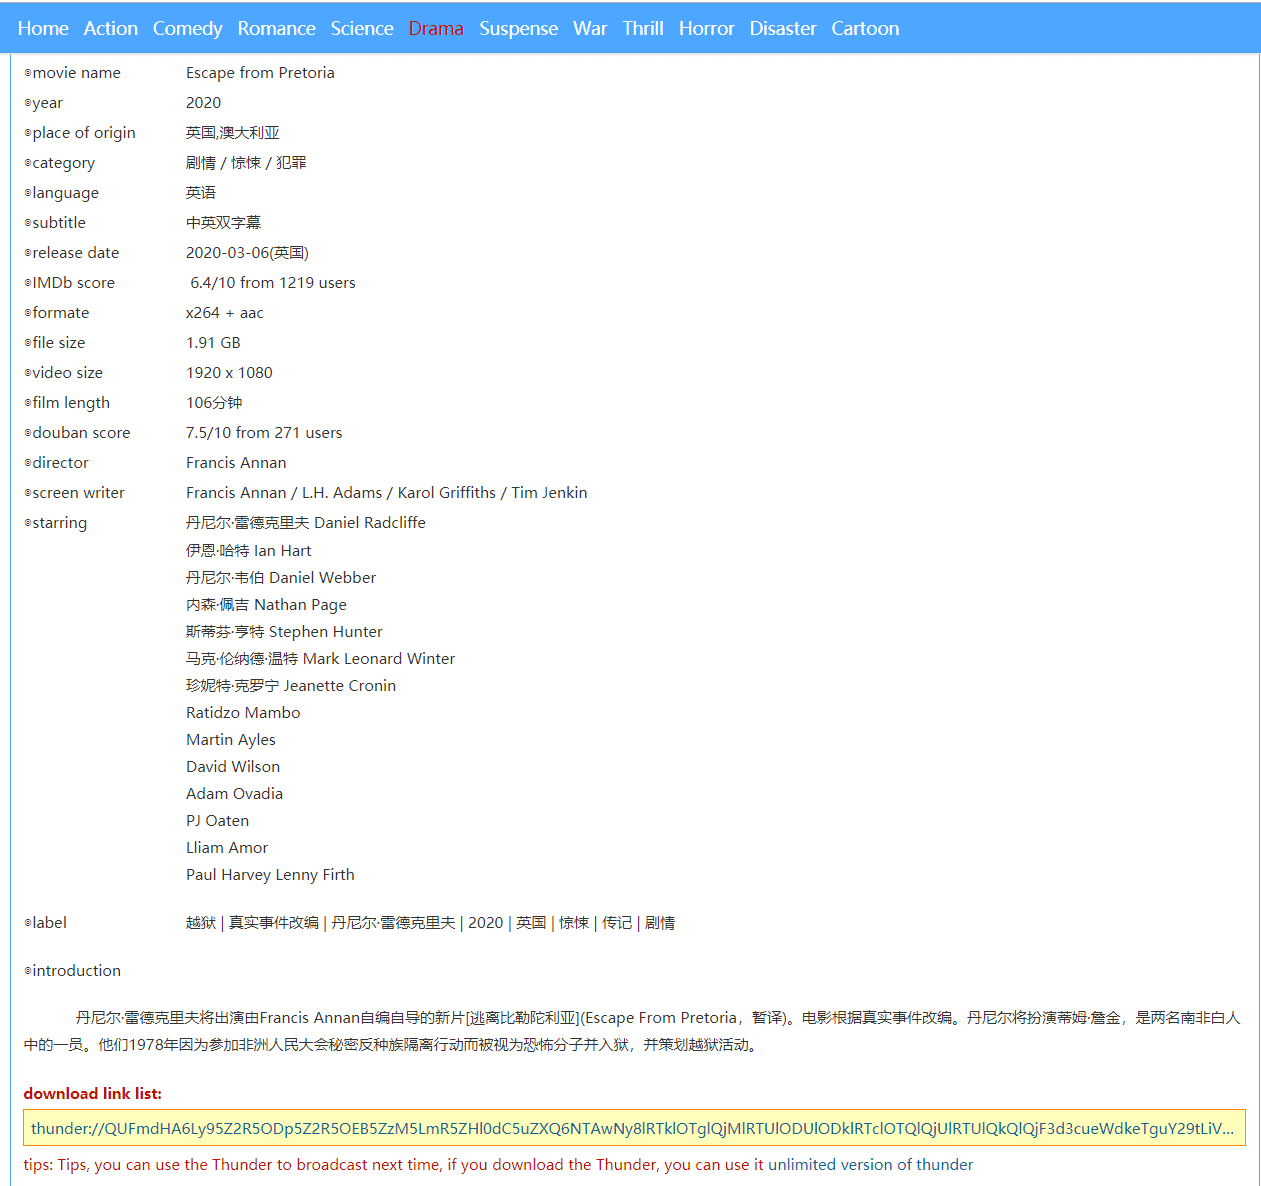 Home Action Comedy Romance Science Drama Suspense War Thrill Horror Disaster Cartoon
◎movie name Escape from Pretoria
◎year 2020
◎place of origin 英国,澳大利亚
◎category 剧情 / 惊悚 / 犯罪
◎language 英语
◎subtitle 中英双字幕
◎release date 2020-03-06(英国)
◎IMDb score 6.4/10 from 1219 users
◎formate x264 + aac
◎file size 1.91 GB
◎video size 1920 x 1080
◎film length 106分钟
◎douban score 7.5/10 from 271 users
◎director Francis Annan
◎screen writer Francis Annan / L.H. Adams / Karol Griffiths / Tim Jenkin
◎starring 丹尼尔·雷德克里夫 Daniel Radcliffe
伊恩·哈特 Ian Hart
丹尼尔·韦伯 Daniel Webber
内森·佩吉 Nathan Page
斯蒂芬·亨特 Stephen Hunter
马克·伦纳德·温特 Mark Leonard Winter
珍妮特·克罗宁 Jeanette Cronin
Ratidzo Mambo
Martin Ayles
David Wilson
Adam Ovadia
PJ Oaten
Lliam Amor
Paul Harvey Lenny Firth
◎label 越狱 | 真实事件改编 | 丹尼尔·雷德克里夫 | 2020 | 英国 | 惊悚 | 传记 | 剧情
◎introduction
丹尼尔·雷德克里夫将出演由Francis Annan自编自导的新片[逃离比勒陀利亚](Escape From Pretoria，暂译)。电影根据真实事件改编。丹尼尔将扮演蒂姆·詹金，是两名南非白人
中的一员。他们1978年因为参加非洲人民大会秘密反种族隔离行动而被视为恐怖分子并入狱，并策划越狱活动。
download link list:
thunder://QUFmdHA6Ly95Z2R5ODp5Z2R5OEB5ZzM5LmR5ZHl0dC5uZXQ6NTAwNy8lRTklOTglQjMlRTUlODUlODklRTclOTQlQjUlRTUlQkQlQjF3d3cueWdkeTguY29tLiV...
tips: Tips, you can use the Thunder to broadcast next time, if you download the Thunder, you can use it unlimited version of thunder